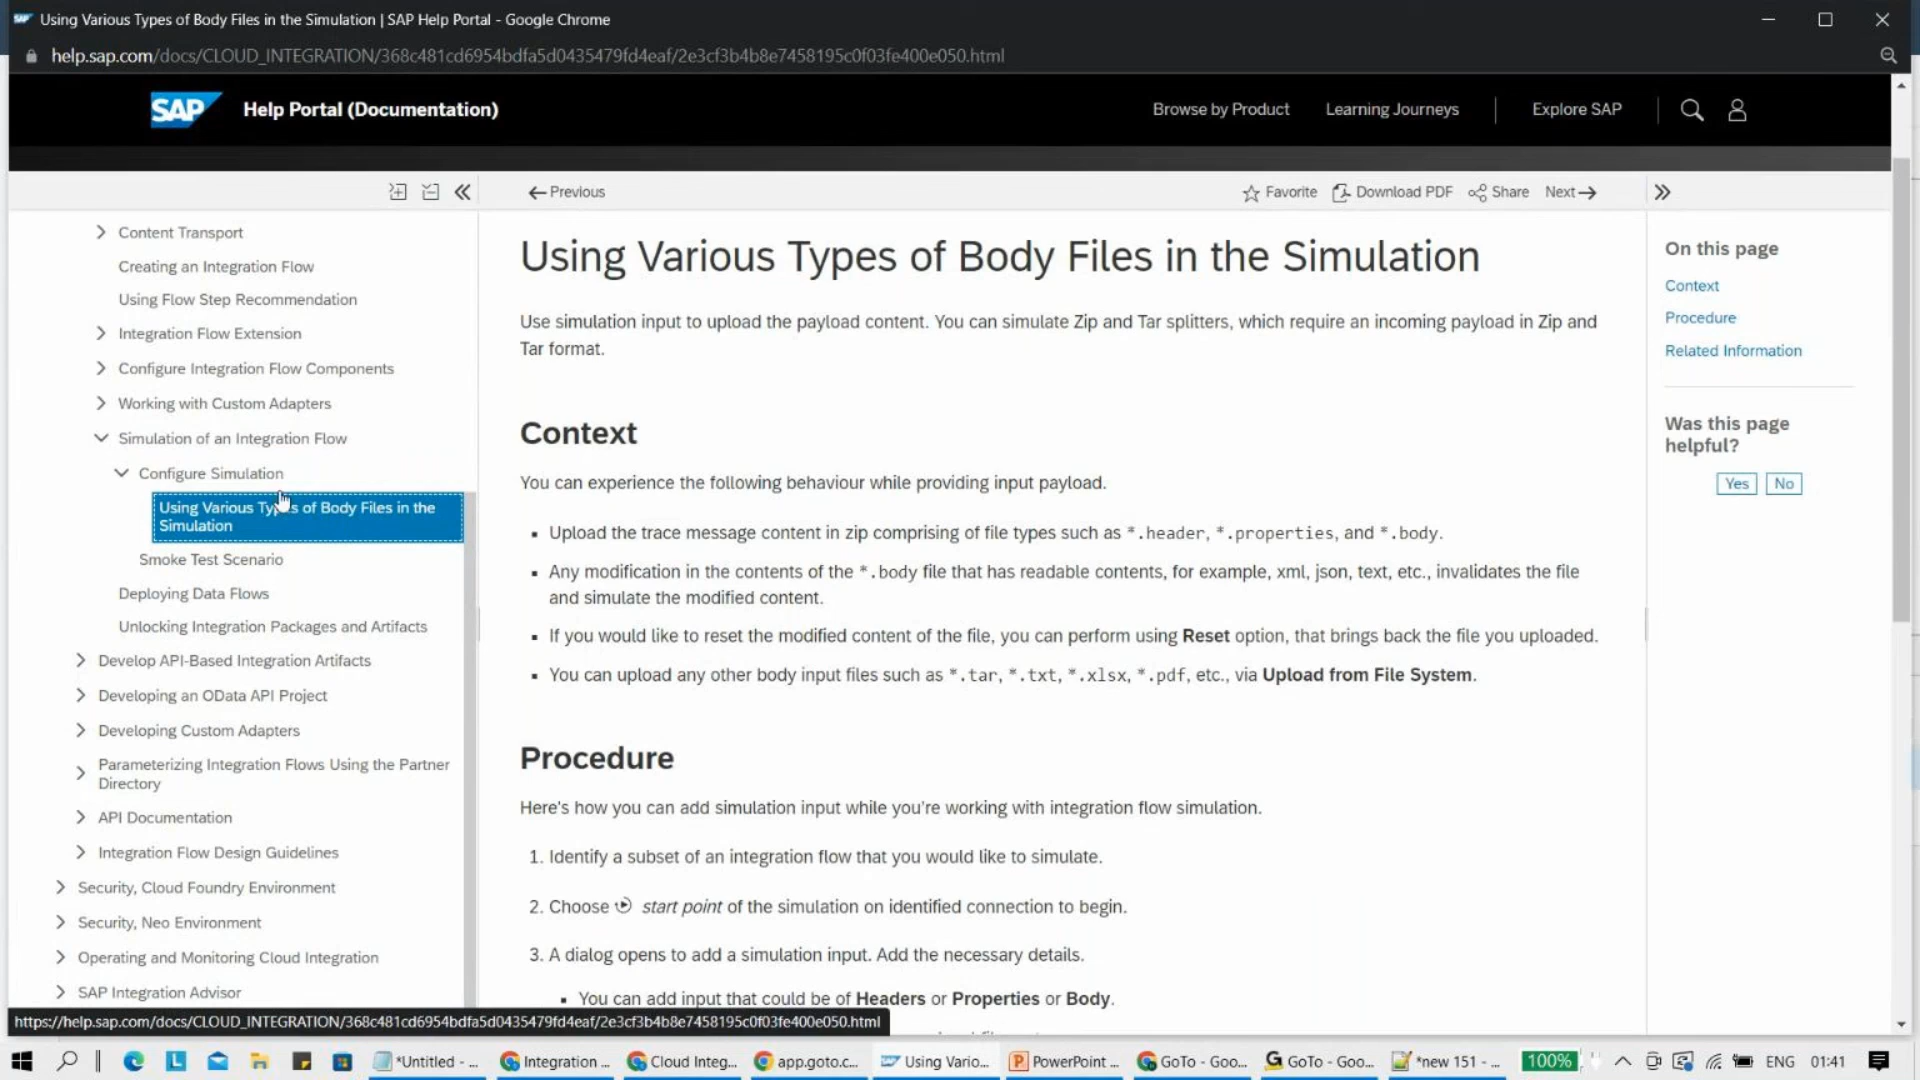 Using Various Types of Body Files in the Simulation | SAP Help Portal - Google Chrome
help.sap.com/docs/CLOUD_INTEGRATION/368c481cd6954bdfa5d0435479fd4eaf/2e3cf3b4b8e7458195c0f03fe400e050.html
SAP Help Portal (Documentation) Browse by Product Learning Journeys Explore SAP
Previous Favorite Download PDF Share Next
Content Transport
Creating an Integration Flow
Using Flow Step Recommendation
Integration Flow Extension
Configure Integration Flow Components
Working with Custom Adapters
Simulation of an Integration Flow
Configure Simulation
Using Various Types of Body Files in the
Simulation
Smoke Test Scenario
Deploying Data Flows
Unlocking Integration Packages and Artifacts
Develop API-Based Integration Artifacts
Developing an OData API Project
Developing Custom Adapters
Parameterizing Integration Flows Using the Partner
Directory
API Documentation
Integration Flow Design Guidelines
Security, Cloud Foundry Environment
Security, Neo Environment
Operating and Monitoring Cloud Integration
SAP Integration Advisor
Using Various Types of Body Files in the Simulation
Use simulation input to upload the payload content. You can simulate Zip and Tar splitters, which require an incoming payload in Zip and
Tar format.
Context
You can experience the following behaviour while providing input payload.
▪ Upload the trace message content in zip comprising of file types such as *.header, *.properties, and *.body.
▪ Any modification in the contents of the *.body file that has readable contents, for example, xml, json, text, etc., invalidates the file
and simulate the modified content.
▪ If you would like to reset the modified content of the file, you can perform using Reset option, that brings back the file you uploaded.
▪ You can upload any other body input files such as *.tar, *.txt, *.xlsx, *.pdf, etc., via Upload from File System.
Procedure
Here's how you can add simulation input while you're working with integration flow simulation.
1. Identify a subset of an integration flow that you would like to simulate.
2. Choose start point of the simulation on identified connection to begin.
3. A dialog opens to add a simulation input. Add the necessary details.
▪ You can add input that could be of Headers or Properties or Body.
On this page
Context
Procedure
Related Information
Was this page
helpful?
Yes No
https://help.sap.com/docs/CLOUD_INTEGRATION/368c481cd6954bdfa5d0435479fd4eaf/2e3cf3b4b8e7458195c0f03fe400e050.html
*Untitled - ... Integration ... Cloud Integ... app.goto.c... Using Vario... PowerPoint ... GoTo - Goo... GoTo - Goo... *new 151 - ... 100% ENG 01:41